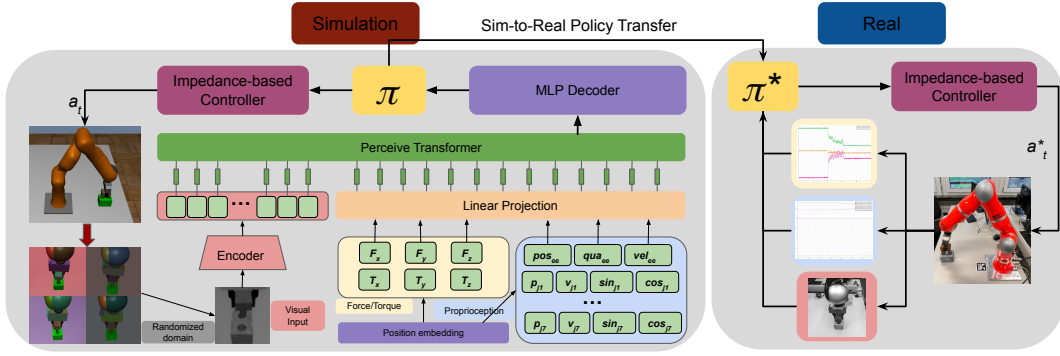 Simulation
Sim-to-Real Policy Transfer
Real
Impedance-based
Controller
π
MLP Decoder
a_t
Perceive Transformer
...
Linear Projection
Encoder
F_x F_y F_z
T_x T_y T_z
Force/Torque
Proprioception
Position embedding
pos_ee qua_ee vel_ee
p_j1 v_j1 sin_j1 cos_j1
...
p_j7 v_j7 sin_j7 cos_j7
Randomized
domain
Visual
Input
π*
Impedance-based
Controller
a*_t